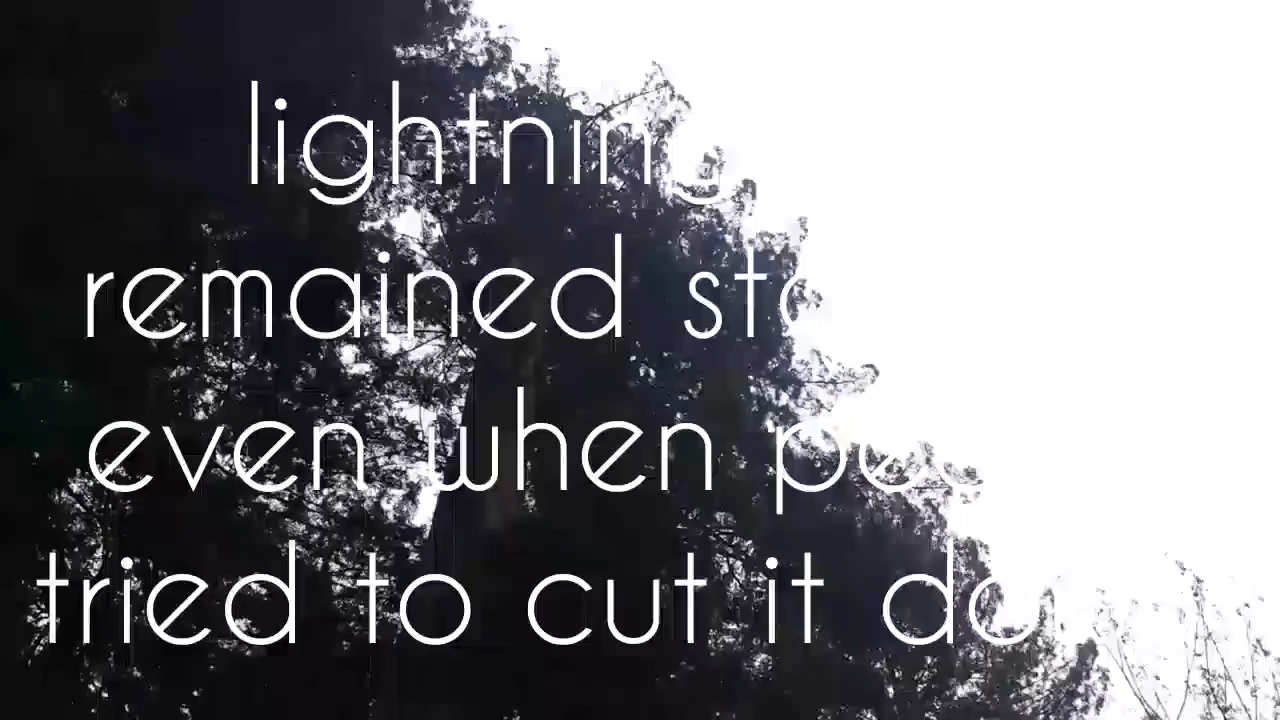 lightning
remained
even when
tried to cut it